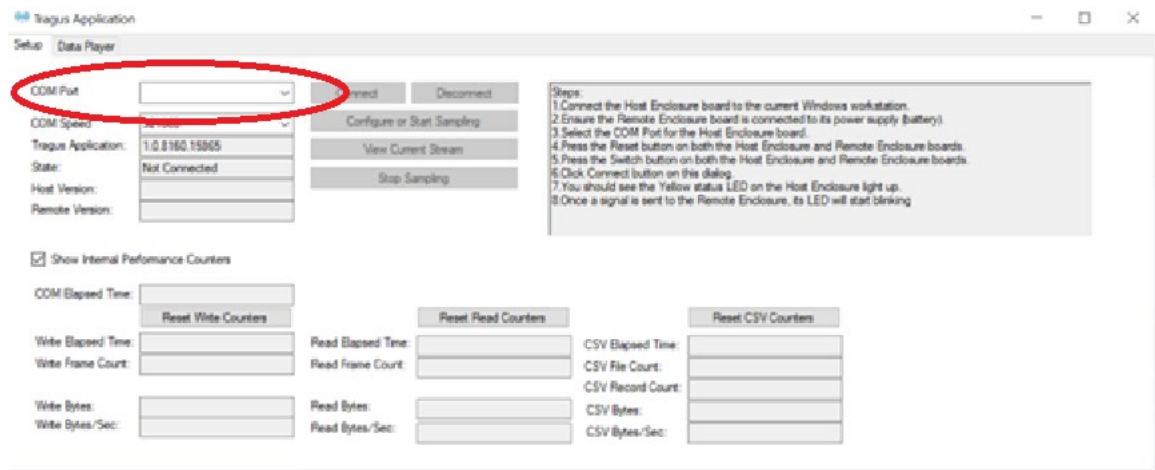 Tragus Application
Setup Data Player
COM Port
Disconnect
COM Speed
Configure or Start Sampling
Tragus Application: 1.0.8160.15865
View Current Stream
State: Not Connected
Stop Sampling
Host Version:
Remote Version:
Steps:
1.Connect the Host Enclosure board to the current Windows workstation.
2.Ensure the Remote Enclosure board is connected to its power supply (battery).
3.Select the COM Port for the Host Enclosure board.
4.Press the Reset button on both the Host Enclosure and Remote Enclosure boards.
5.Press the Switch button on both the Host Enclosure and Remote Enclosure boards.
6.Click Connect button on this dialog.
7.You should see the Yellow status LED on the Host Enclosure light up.
8.Once a signal is sent to the Remote Enclosure, its LED will start blinking
Show Internal Performance Counters
COM Elapsed Time:
Reset Write Counters Reset Read Counters Reset CSV Counters
Write Elapsed Time: Read Elapsed Time: CSV Elapsed Time:
Write Frame Count: Read Frame Count: CSV File Count:
CSV Record Count:
Write Bytes: Read Bytes: CSV Bytes:
Write Bytes/Sec: Read Bytes/Sec: CSV Bytes/Sec: